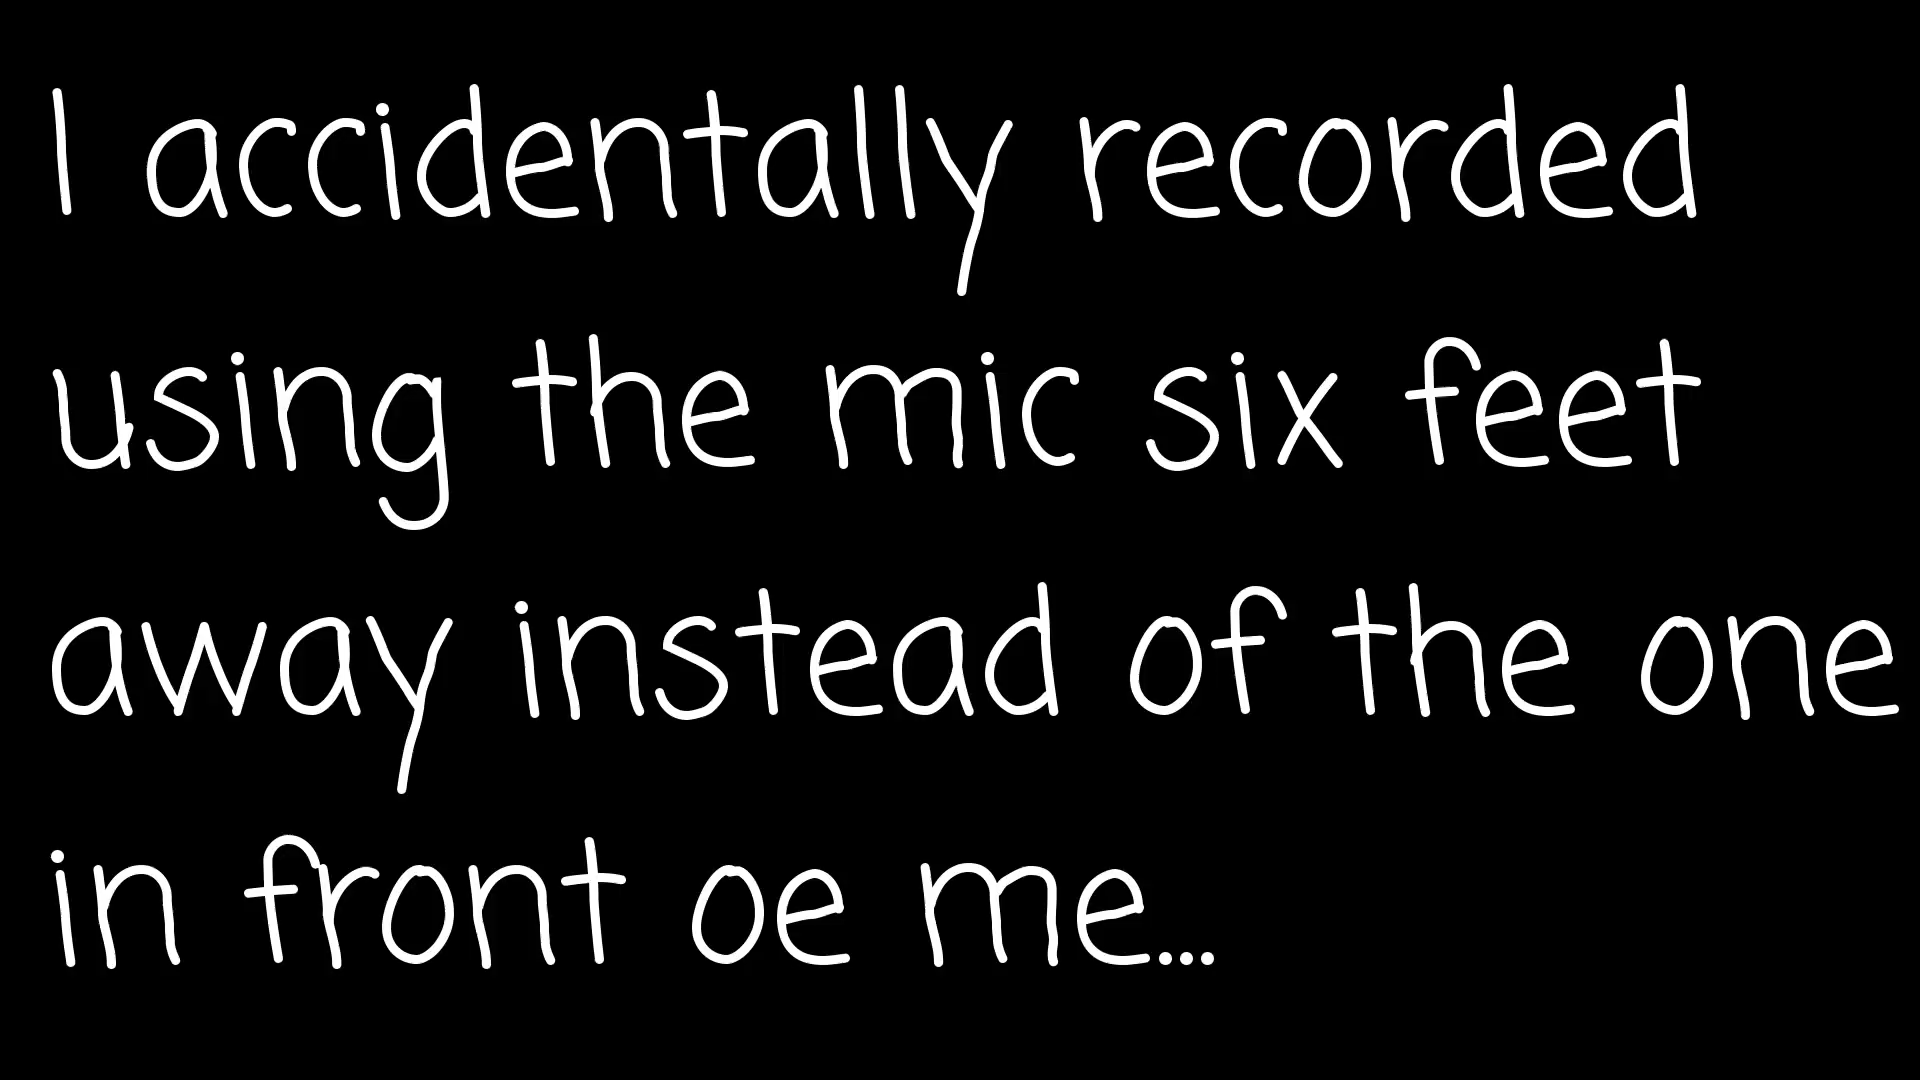 I accidentally recorded
using the mic six feet
away instead of the one
in front oe me...